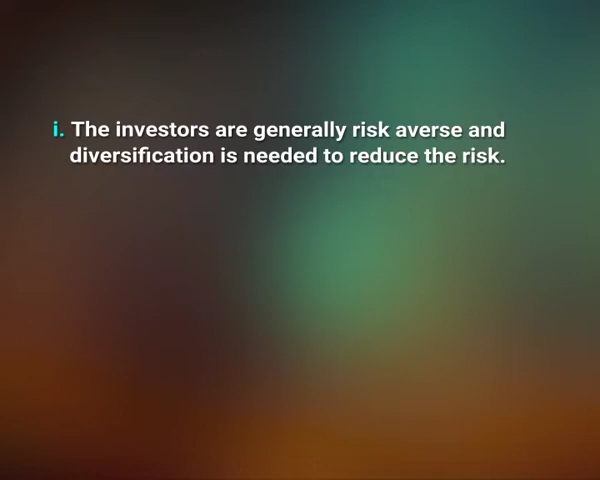 i. The investors are generally risk averse and
diversification is needed to reduce the risk.